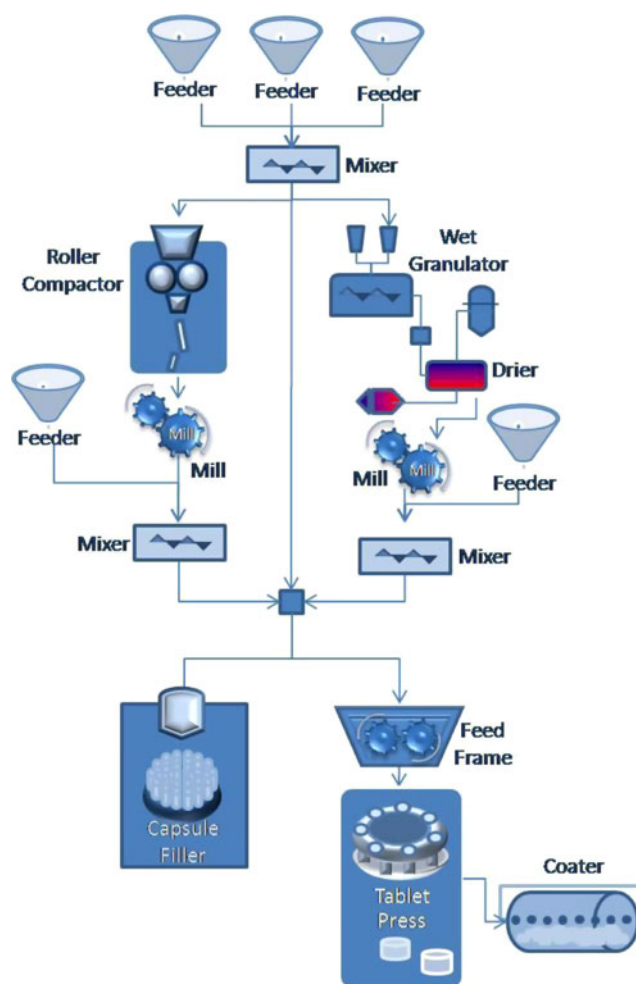 Feeder
Feeder
Feeder
Mixer
Roller
Compactor
Wet
Granulator
Drier
Feeder
Mill
Mill
Mill
Mill
Feeder
Mixer
Mixer
Feed
Frame
Capsule
Filler
Tablet
Press
Coater